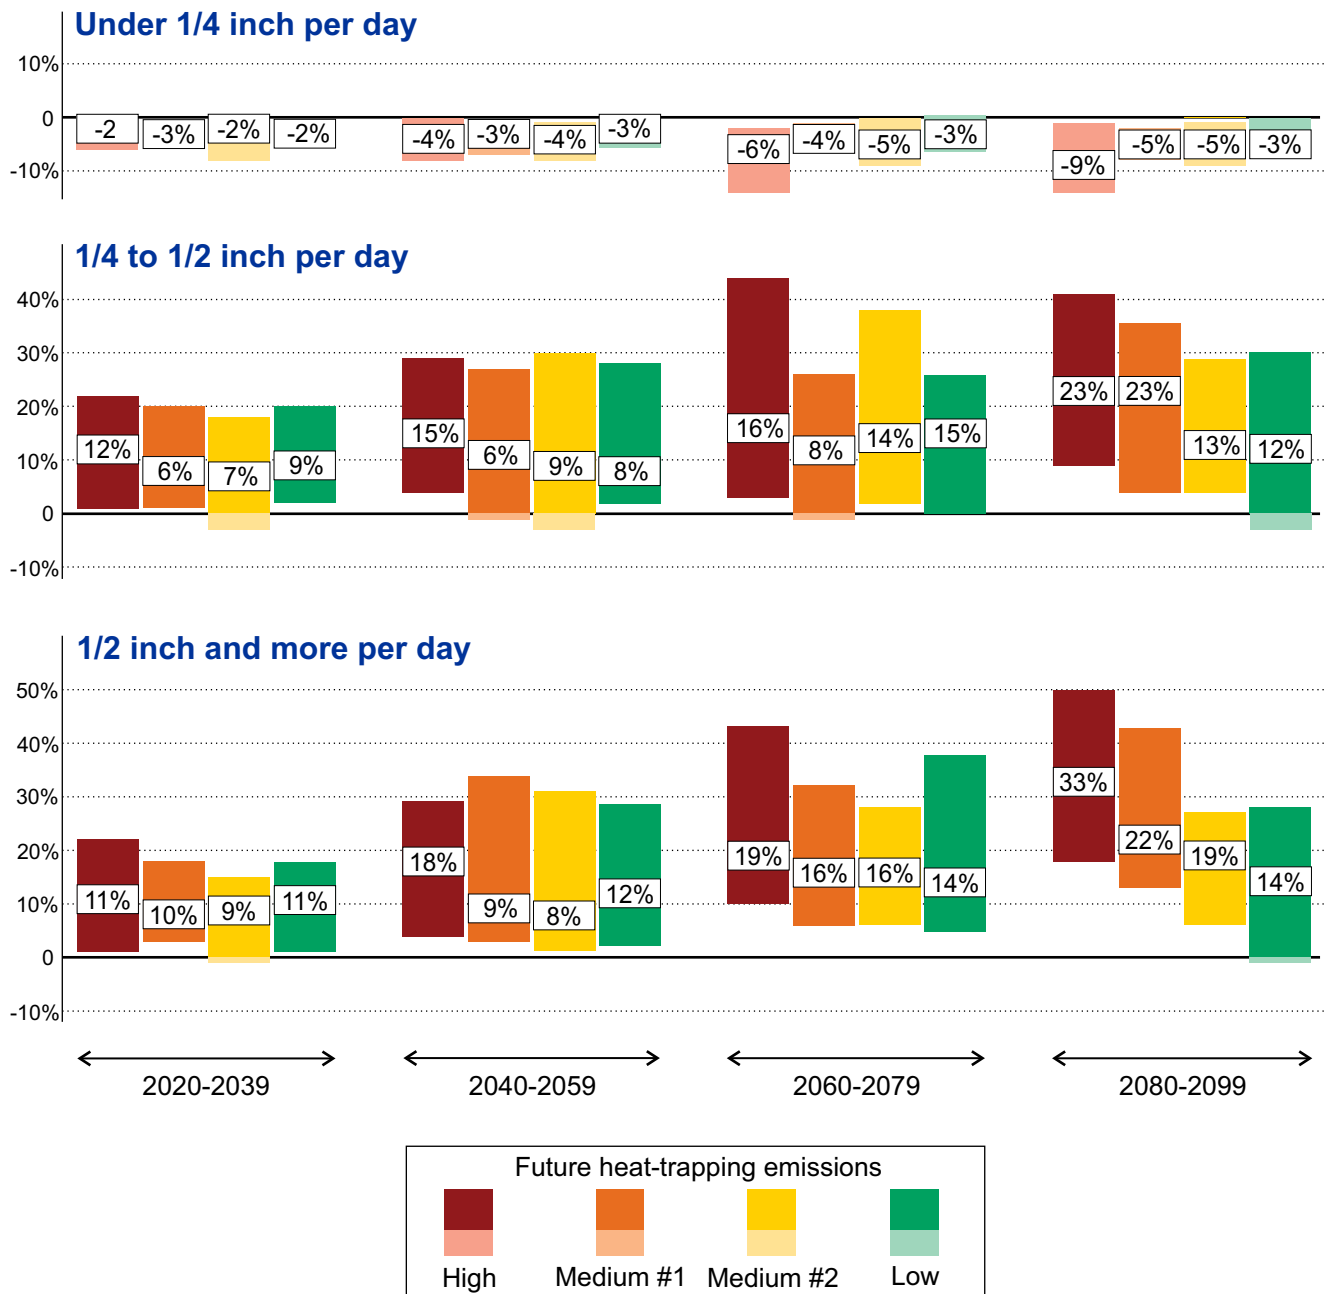 Under 1/4 inch per day
10%
0
-10%
-2 -3% -2% -2% -4% -3% -4% -3% -6% -4% -5% -3% -9% -5% -5% -3%
1/4 to 1/2 inch per day
40%
30%
20%
10%
0
-10%
12% 6% 7% 9% 15% 6% 9% 8% 16% 8% 14% 15% 23% 23% 13% 12%
1/2 inch and more per day
50%
40%
30%
20%
10%
0
-10%
11% 10% 9% 11% 18% 9% 8% 12% 19% 16% 16% 14% 33% 22% 19% 14%
2020-2039 2040-2059 2060-2079 2080-2099
Future heat-trapping emissions
High Medium #1 Medium #2 Low